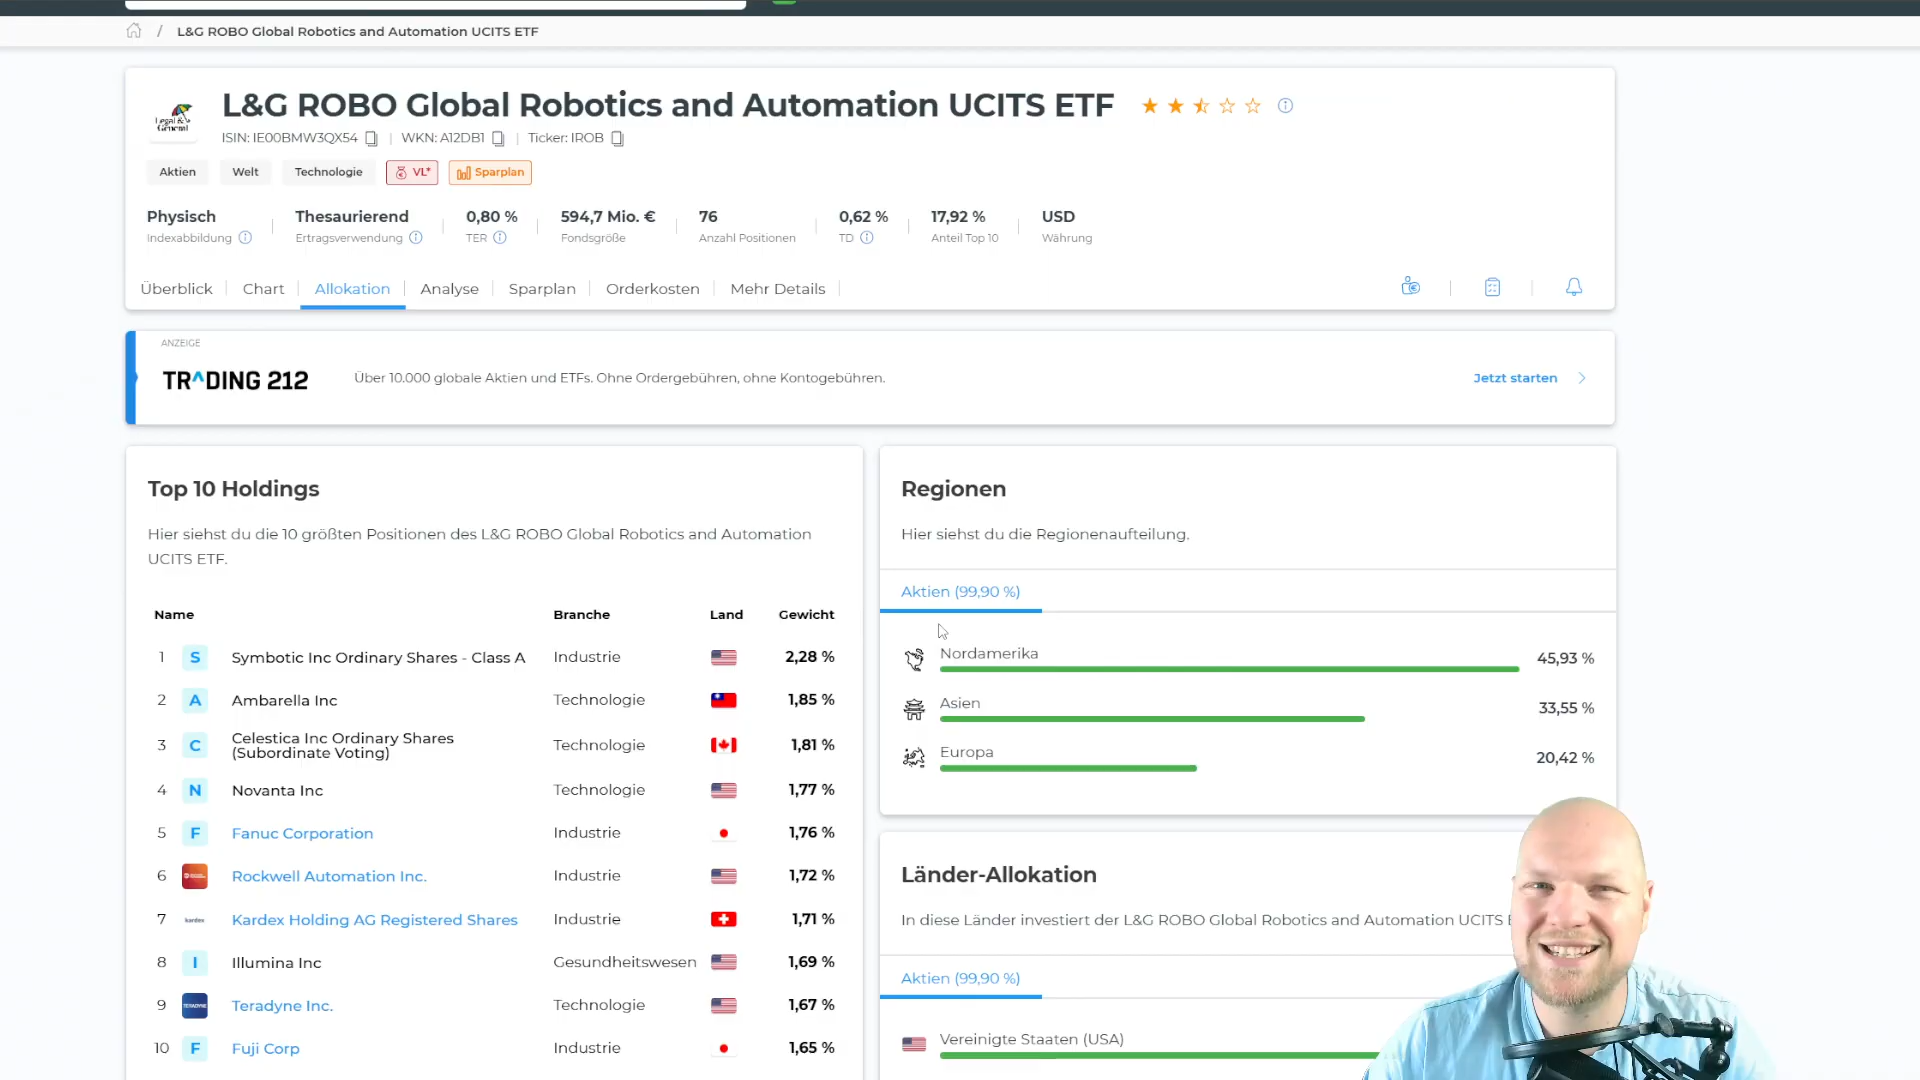 L&G ROBO Global Robotics and Automation UCITS ETF
Legal & General
L&G ROBO Global Robotics and Automation UCITS ETF
ISIN: IE00BMW3QX54 | WKN: A12DB1 | Ticker: IROB
Aktien Welt Technologie VL* Sparplan
Physisch Thesaurierend 0,80 % 594,7 Mio. € 76 0,62 % 17,92 % USD
Indexabbildung Ertragsverwendung TER Fondsgröße Anzahl Positionen TD Anteil Top 10 Währung
Überblick Chart Allokation Analyse Sparplan Orderkosten Mehr Details
ANZEIGE
TRADING 212 Über 10.000 globale Aktien und ETFs. Ohne Ordergebühren, ohne Kontogebühren. Jetzt starten
Top 10 Holdings
Hier siehst du die 10 größten Positionen des L&G ROBO Global Robotics and Automation
UCITS ETF.
Name Branche Land Gewicht
1 S Symbotic Inc Ordinary Shares - Class A Industrie 2,28 %
2 A Ambarella Inc Technologie 1,85 %
3 C Celestica Inc Ordinary Shares
(Subordinate Voting) Technologie 1,81 %
4 N Novanta Inc Technologie 1,77 %
5 F Fanuc Corporation Industrie 1,76 %
6 Rockwell Automation Inc. Industrie 1,72 %
7 kardex Kardex Holding AG Registered Shares Industrie 1,71 %
8 I Illumina Inc Gesundheitswesen 1,69 %
9 TERADYNE Teradyne Inc. Technologie 1,67 %
10 F Fuji Corp Industrie 1,65 %
Regionen
Hier siehst du die Regionenaufteilung.
Aktien (99,90 %)
Nordamerika 45,93 %
Asien 33,55 %
Europa 20,42 %
Länder-Allokation
In diese Länder investiert der L&G ROBO Global Robotics and Automation UCITS
Aktien (99,90 %)
Vereinigte Staaten (USA)